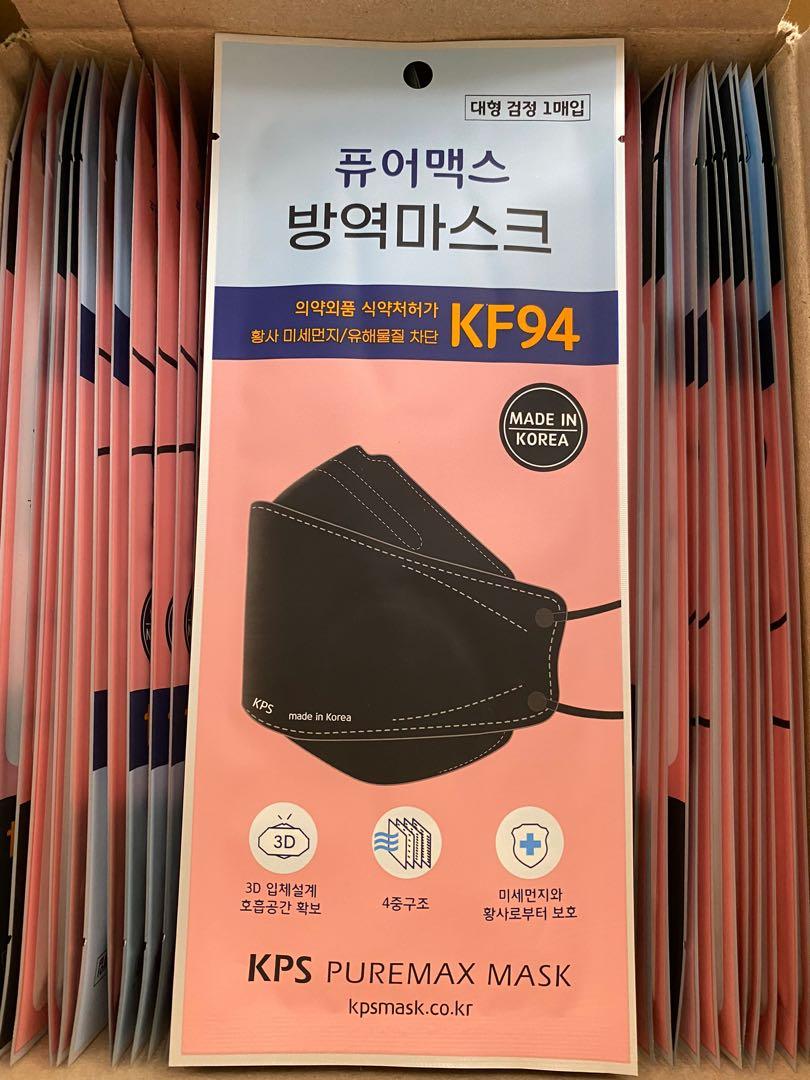 대형 검정 1매입
퓨어맥스
방역마스크
의약외품 식약처허가
황사 미세먼지/유해물질 차단
KF94
MADE IN
KOREA
KPS
made in Korea
3D
3D 입체설계
호흡공간 확보
4중구조
미세먼지와
황사로부터 보호
KPS PUREMAX MASK
kpsmask.co.kr